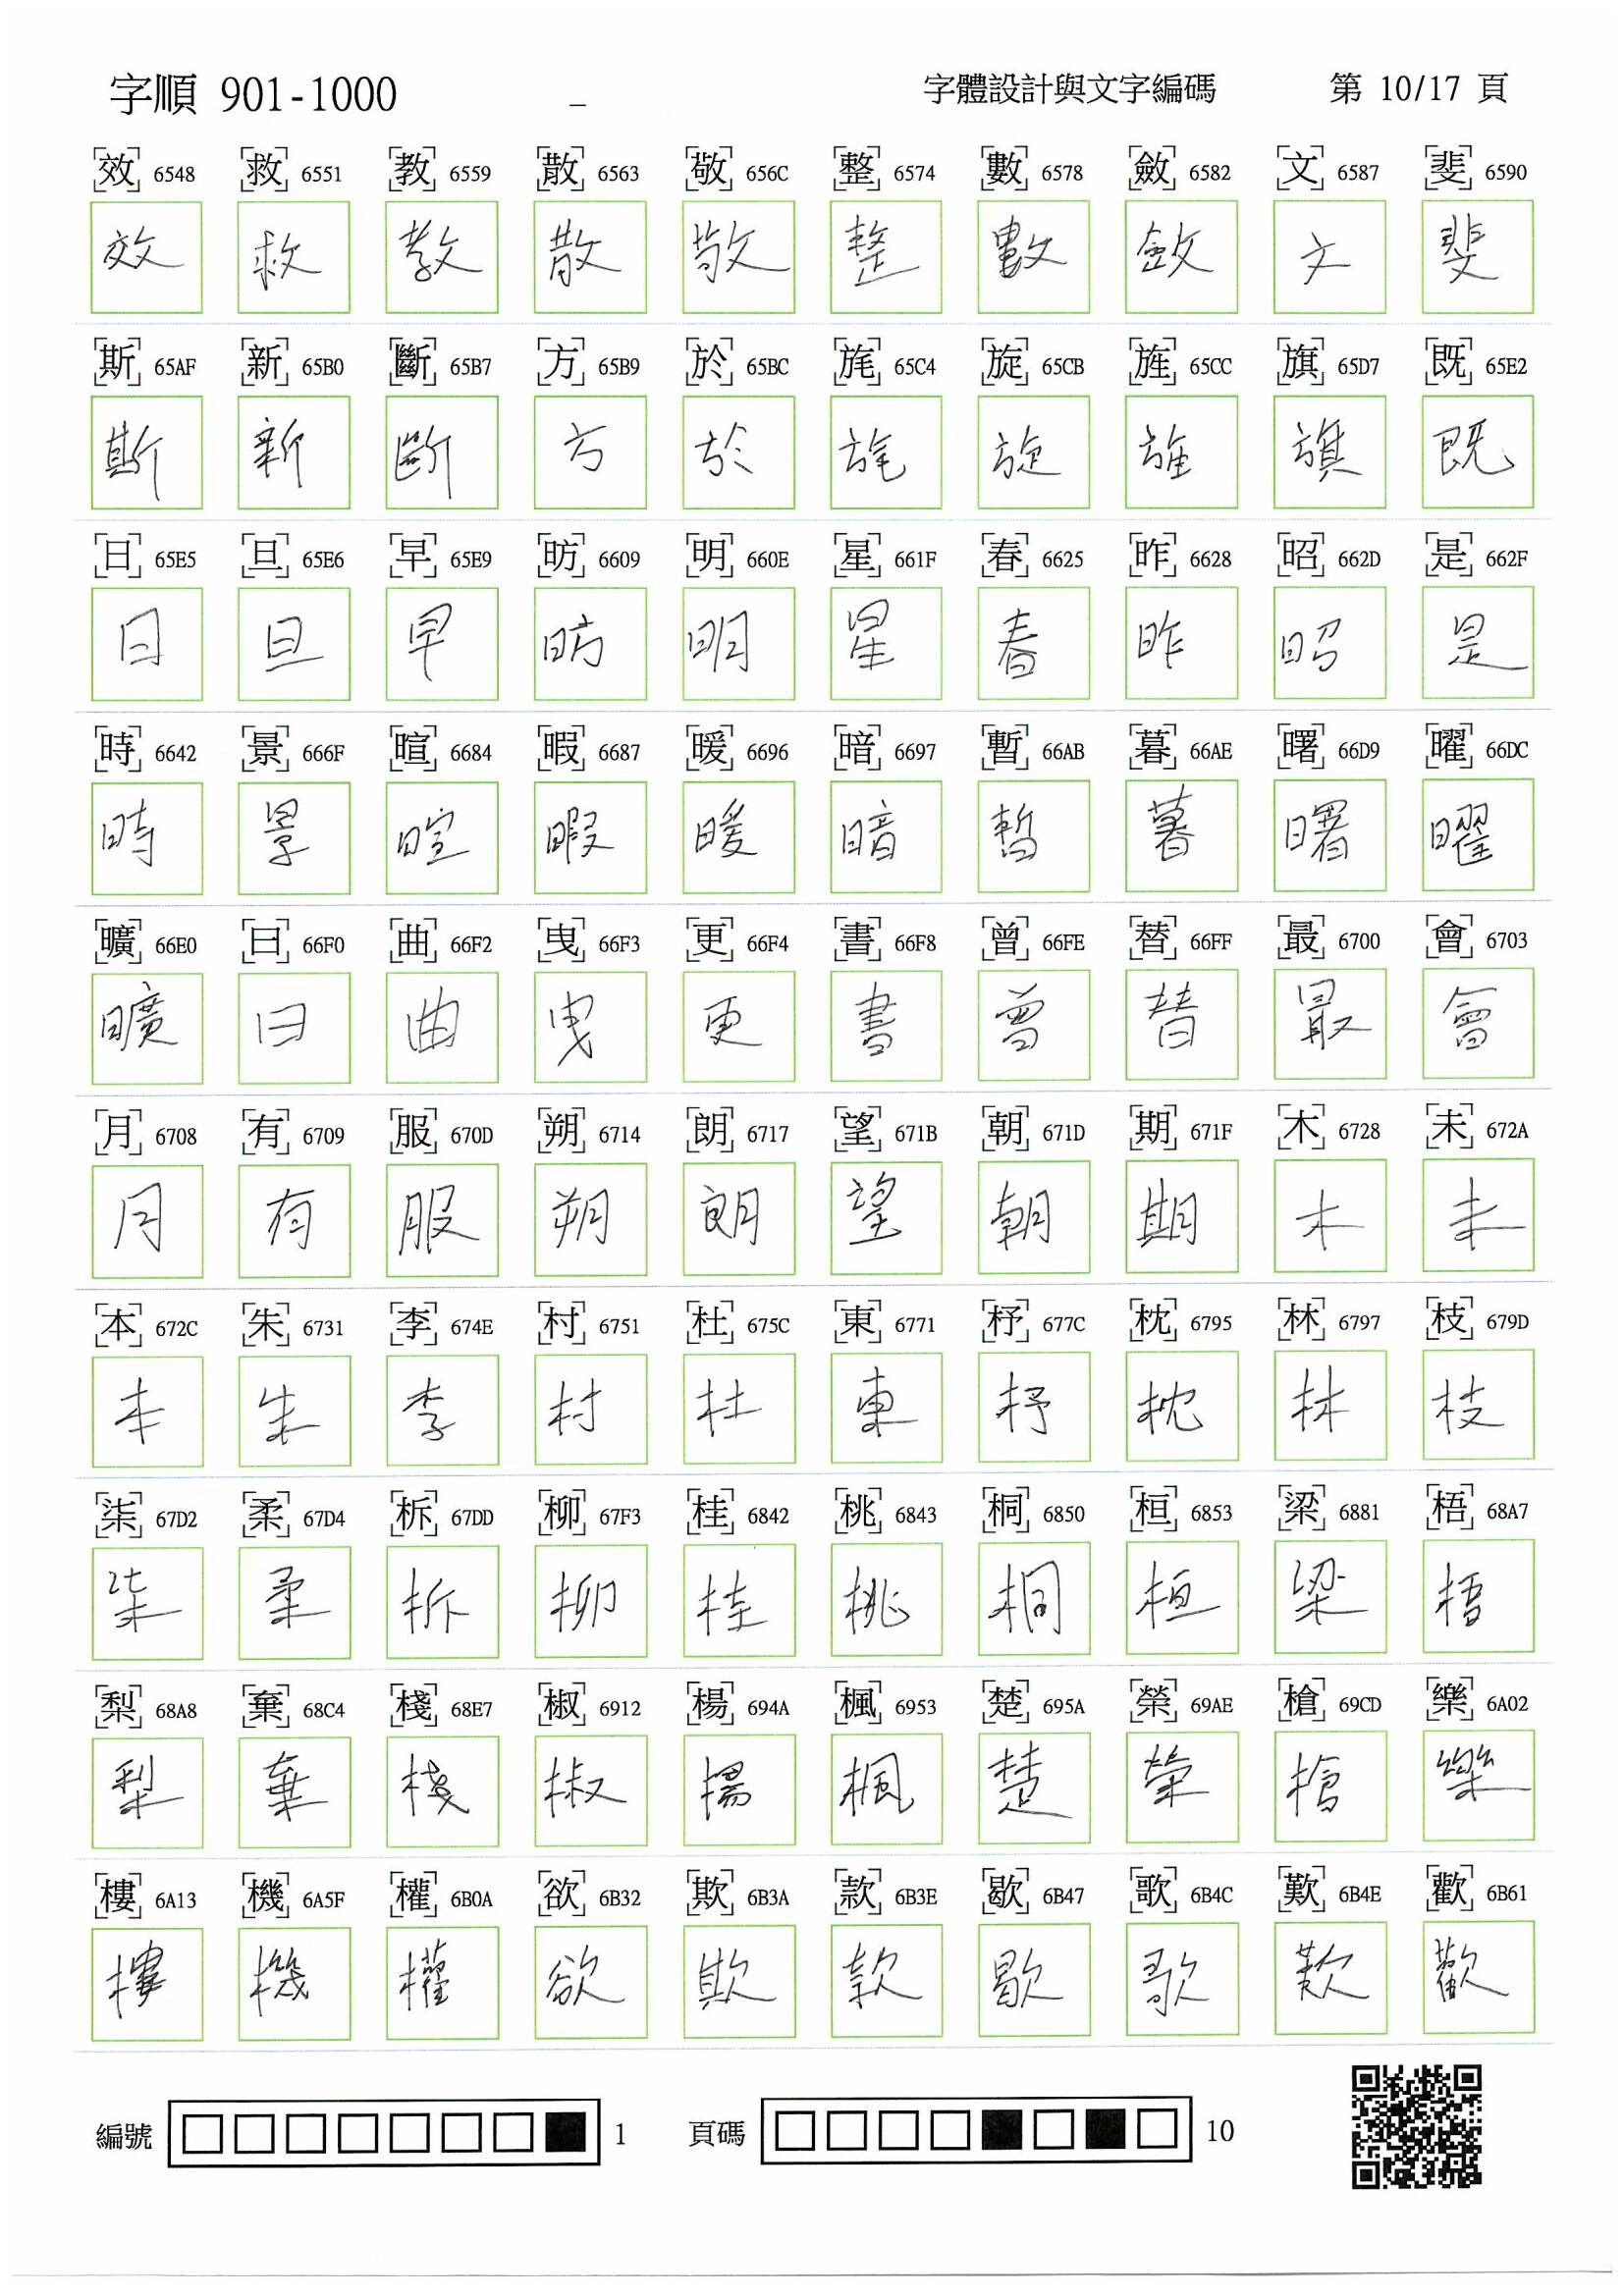 字順 901-1000 _ 字體設計與文字編碼 第 10/17 頁
效 6548 救 6551 教 6559 散 6563 敬 656C 整 6574 數 6578 斂 6582 文 6587 斐 6590
效 救 教 散 敬 整 數 斂 文 斐
斯 65AF 新 65B0 斷 65B7 方 65B9 於 65BC 旄 65C4 旋 65CB 旌 65CC 旗 65D7 既 65E2
斯 新 斷 方 於 旄 旋 旌 旗 既
日 65E5 旦 65E6 早 65E9 昉 6609 明 660E 星 661F 春 6625 昨 6628 昭 662D 是 662F
日 旦 早 昉 明 星 春 昨 昭 是
時 6642 景 666F 暄 6684 暇 6687 暖 6696 暗 6697 暫 66AB 暮 66AE 曙 66D9 曜 66DC
時 景 暄 暇 暖 暗 暫 暮 曙 曜
曠 66E0 曰 66F0 曲 66F2 曳 66F3 更 66F4 書 66F8 曾 66FE 替 66FF 最 6700 會 6703
曠 曰 曲 曳 更 書 曾 替 最 會
月 6708 有 6709 服 670D 朔 6714 朗 6717 望 671B 朝 671D 期 671F 木 6728 未 672A
月 有 服 朔 朗 望 朝 期 木 未
本 672C 朱 6731 李 674E 村 6751 杜 675C 東 6771 杼 677C 枕 6795 林 6797 枝 679D
本 朱 李 村 杜 東 杼 枕 林 枝
柒 67D2 柔 67D4 柝 67DD 柳 67F3 桂 6842 桃 6843 桐 6850 桓 6853 梁 6881 梧 68A7
柒 柔 柝 柳 桂 桃 桐 桓 梁 梧
梨 68A8 棄 68C4 棧 68E7 椒 6912 楊 694A 楓 6953 楚 695A 榮 69AE 槍 69CD 樂 6A02
梨 棄 棧 椒 楊 楓 楚 榮 槍 樂
樓 6A13 機 6A5F 權 6B0A 欲 6B32 欺 6B3A 款 6B3E 歇 6B47 歌 6B4C 歎 6B4E 歡 6B61
樓 機 權 欲 欺 款 歇 歌 歎 歡
編號 1 頁碼 10